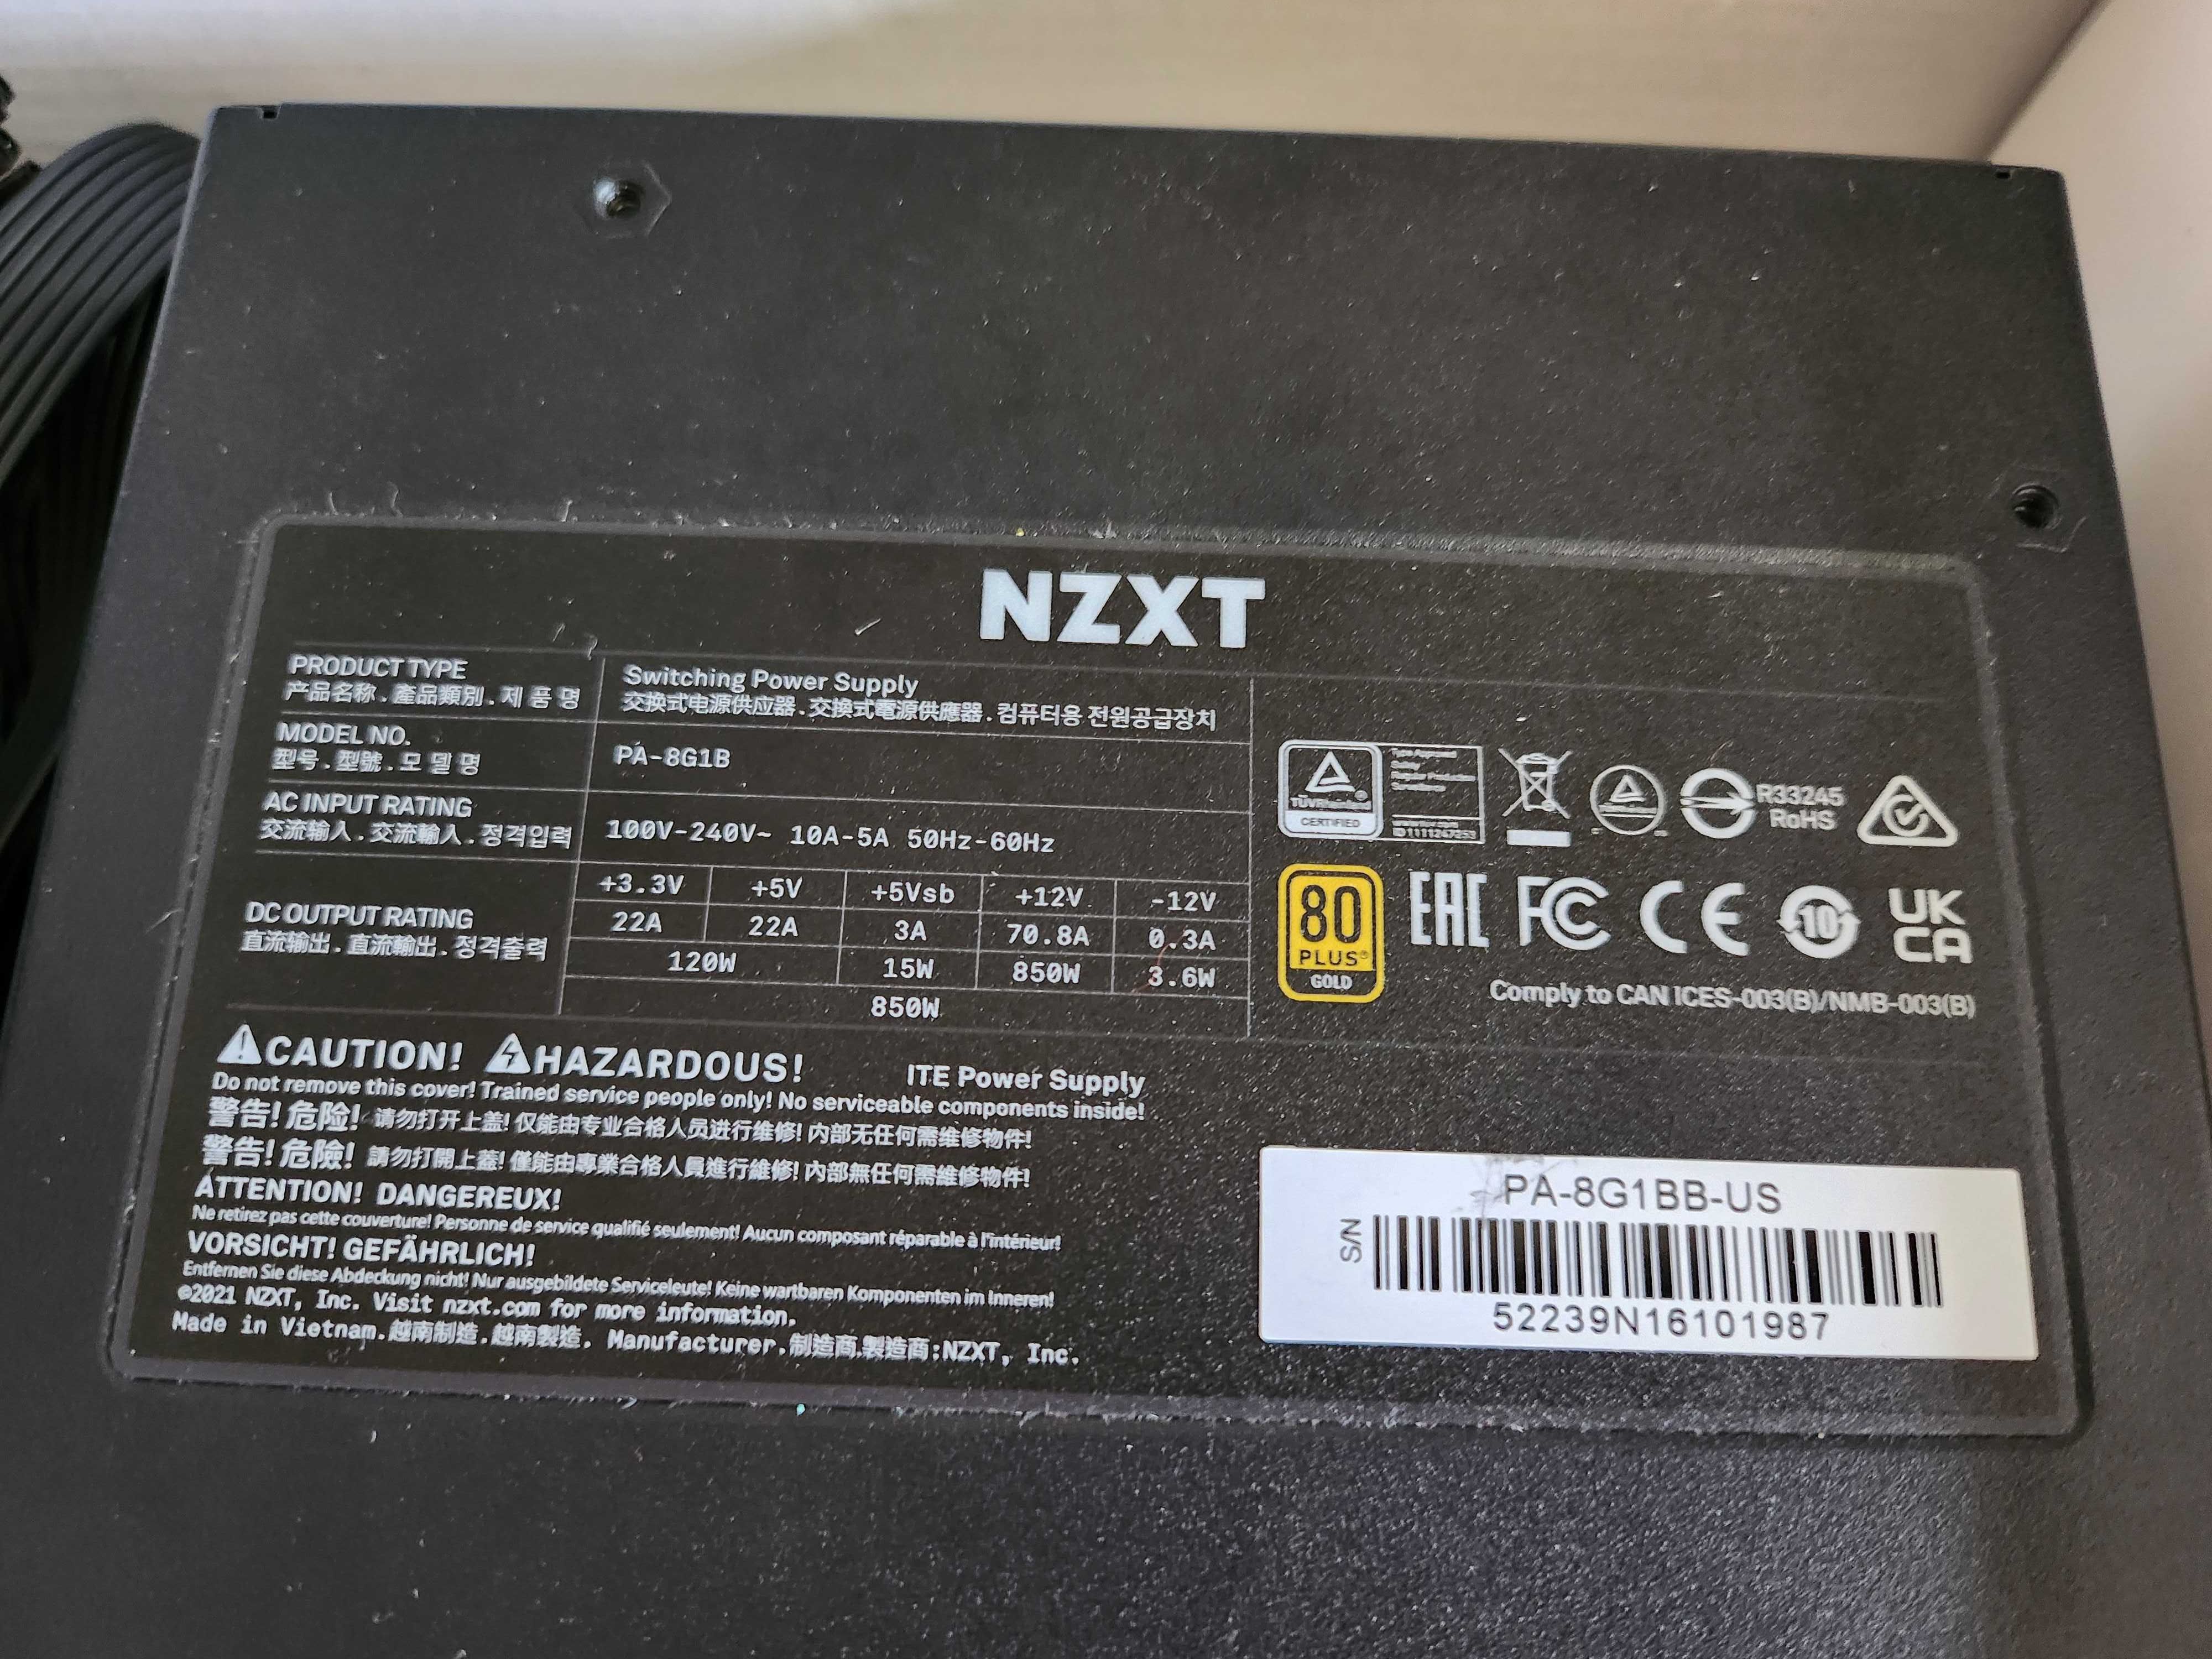 NZXT
PRODUCT TYPE
产品名称 . 產品類別 . 제 품 명
Switching Power Supply
交换式电源供应器 . 交換式電源供應器 . 컴퓨터용 전원공급장치
MODEL NO.
型号 . 型號 . 모 델 명
PA-8G1B
AC INPUT RATING
交流输入 . 交流輸入 . 정격입력
100V-240V~ 10A-5A 50Hz-60Hz
DC OUTPUT RATING
直流输出 . 直流輸出 . 정격출력
+3.3V +5V +5Vsb +12V -12V
22A 22A 3A 70.8A 0.3A
120W 15W 850W 3.6W
850W
TÜVRheinland ®
CERTIFIED
Type Approved
Safety
Regular Production
Surveillance
R33245
RoHS
80
PLUS®
GOLD
EAC FC CE 10 UK
CA
Comply to CAN ICES-003(B)/NMB-003(B)
CAUTION! HAZARDOUS! ITE Power Supply
Do not remove this cover! Trained service people only! No serviceable components inside!
警告! 危险! 请勿打开上盖! 仅能由专业合格人员进行维修! 内部无任何需维修物件!
警告! 危險! 請勿打開上蓋! 僅能由專業合格人員進行維修! 內部無任何需維修物件!
ATTENTION! DANGEREUX!
Ne retirez pas cette couverture! Personne de service qualifié seulement! Aucun composant réparable à l'intérieur!
VORSICHT! GEFÄHRLICH!
Entfernen Sie diese Abdeckung nicht! Nur ausgebildete Serviceleute! Keine wartbaren Komponenten im Inneren!
©2021 NZXT, Inc. Visit nzxt.com for more information.
Made in Vietnam.越南制造.越南製造. Manufacturer.制造商.製造商:NZXT, Inc.
PA-8G1BB-US
S/N
52239N16101987